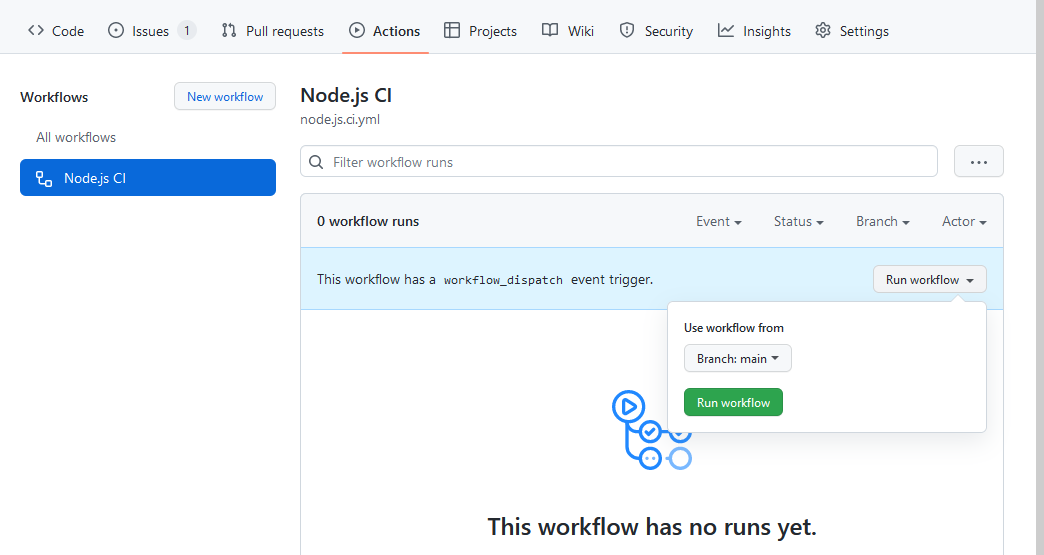 Code Issues 1 Pull requests Actions Projects Wiki Security Insights Settings
Workflows
New workflow
All workflows
Node.js CI
Node.js CI
node.js.ci.yml
Filter workflow runs
0 workflow runs Event Status Branch Actor
This workflow has a workflow_dispatch event trigger. Run workflow
Use workflow from
Branch: main
Run workflow
This workflow has no runs yet.